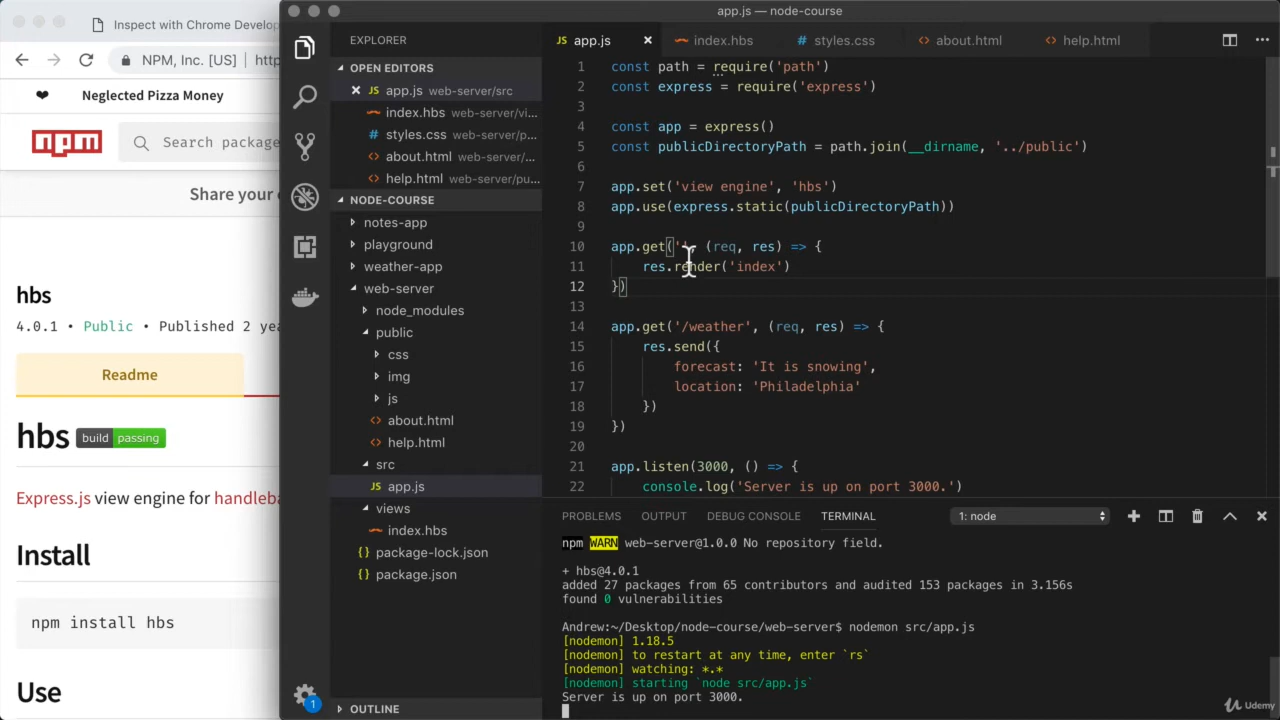 Inspect with Chrome Develop
NPM, Inc. [US] | http
❤ Neglected Pizza Money
npm
Search package
Share your
hbs
4.0.1 • Public • Published 2 yea
Readme
hbs build passing
Express.js view engine for handleba
Install
npm install hbs
Use
app.js — node-course
EXPLORER
OPEN EDITORS
JS app.js web-server/src
index.hbs web-server/vi...
# styles.css web-server/p...
<> about.html web-server/...
<> help.html web-server/pu...
NODE-COURSE
notes-app
playground
weather-app
web-server
node_modules
public
css
img
js
<> about.html
<> help.html
src
JS app.js
views
index.hbs
{} package-lock.json
{} package.json
OUTLINE
1
JS app.js
index.hbs
# styles.css
<> about.html
<> help.html
1 const path = require('path')
2 const express = require('express')
3
4 const app = express()
5 const publicDirectoryPath = path.join(__dirname, '../public')
6
7 app.set('view engine', 'hbs')
8 app.use(express.static(publicDirectoryPath))
9
10 app.get('', (req, res) => {
11 res.render('index')
12 })
13
14 app.get('/weather', (req, res) => {
15 res.send({
16 forecast: 'It is snowing',
17 location: 'Philadelphia'
18 })
19 })
20
21 app.listen(3000, () => {
22 console.log('Server is up on port 3000.')
PROBLEMS OUTPUT DEBUG CONSOLE TERMINAL 1: node
npm WARN web-server@1.0.0 No repository field.
+ hbs@4.0.1
added 27 packages from 65 contributors and audited 153 packages in 3.156s
found 0 vulnerabilities
Andrew:~/Desktop/node-course/web-server$ nodemon src/app.js
[nodemon] 1.18.5
[nodemon] to restart at any time, enter `rs`
[nodemon] watching: *.*
[nodemon] starting `node src/app.js`
Server is up on port 3000.
Udemy